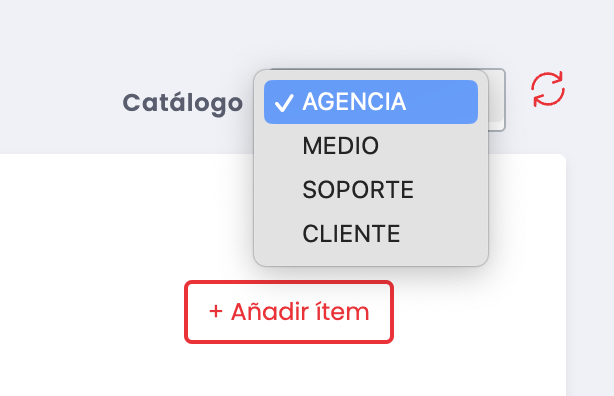 Catálogo
AGENCIA
MEDIO
SOPORTE
CLIENTE
+ Añadir ítem